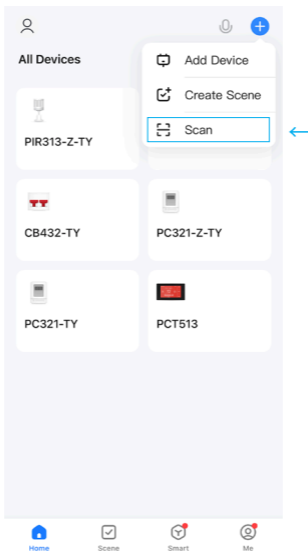 All Devices
Add Device
Create Scene
Scan
PIR313-Z-TY
CB432-TY
PC321-Z-TY
PC321-TY
PCT513
Home
Scene
Smart
Me